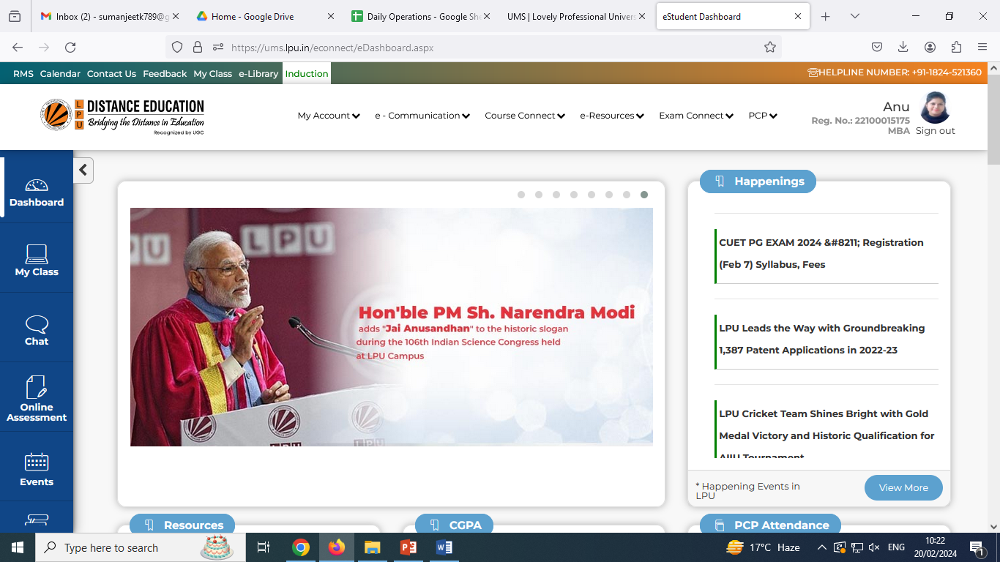 Inbox (2) - sumanjeetk789@g
Home - Google Drive
Daily Operations - Google She
UMS | Lovely Professional Univers
eStudent Dashboard
https://ums.lpu.in/econnect/eDashboard.aspx
RMS Calendar Contact Us Feedback My Class e-Library Induction
HELPLINE NUMBER: +91-1824-521360
LPU
DISTANCE EDUCATION
Bridging the Distance in Education
Recognized by UGC
My Account
e - Communication
Course Connect
e-Resources
Exam Connect
PCP
Anu
Reg. No.: 22100015175
MBA
Sign out
Dashboard
My Class
Chat
Online
Assessment
Events
LPU
LPU
Hon'ble PM Sh. Narendra Modi
adds "Jai Anusandhan" to the historic slogan
during the 106th Indian Science Congress held
at LPU Campus
Happenings
CUET PG EXAM 2024 &#8211; Registration
(Feb 7) Syllabus, Fees
LPU Leads the Way with Groundbreaking
1,387 Patent Applications in 2022-23
LPU Cricket Team Shines Bright with Gold
Medal Victory and Historic Qualification for
AIIU Tournament
* Happening Events in
LPU
View More
Resources
CGPA
PCP Attendance
Type here to search
17°C Haze
ENG
10:22
20/02/2024
1